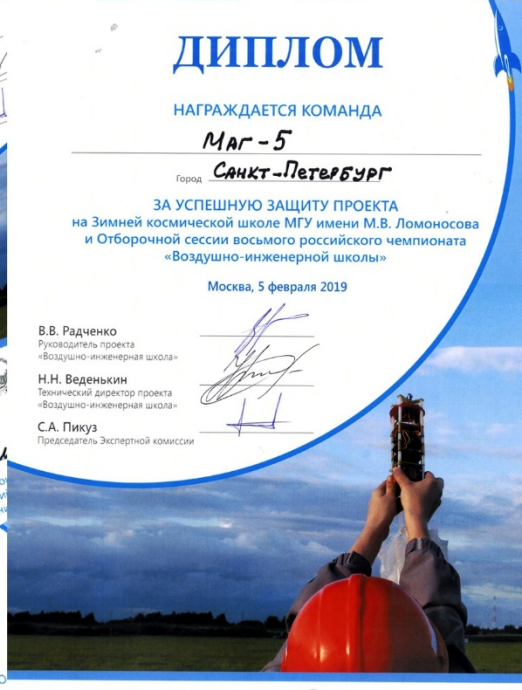 ДИПЛОМ
НАГРАЖДАЕТСЯ КОМАНДА
МАГ-5
Город САНКТ-ПЕТЕРБУРГ
ЗА УСПЕШНУЮ ЗАЩИТУ ПРОЕКТА
на Зимней космической школе МГУ имени М.В. Ломоносова
и Отборочной сессии восьмого российского чемпионата
«Воздушно-инженерной школы»
Москва, 5 февраля 2019
В.В. Радченко
Руководитель проекта
«Воздушно-инженерная школа»
Н.Н. Веденькин
Технический директор проекта
«Воздушно-инженерная школа»
С.А. Пикуз
Председатель Экспертной комиссии